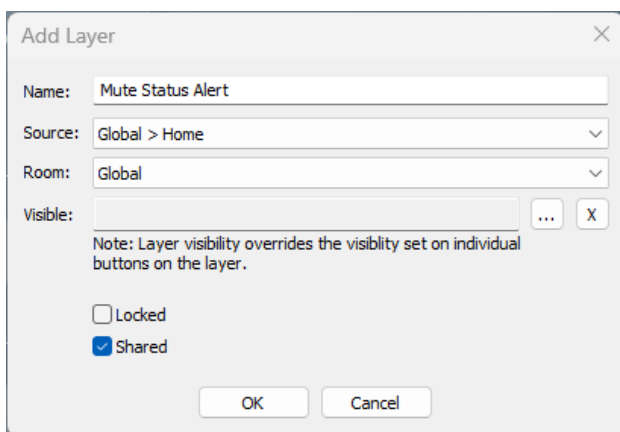 Add Layer
Name: Mute Status Alert
Source: Global > Home
Room: Global
Visible: ... X
Note: Layer visibility overrides the visiblity set on individual
buttons on the layer.
Locked
Shared
OK Cancel